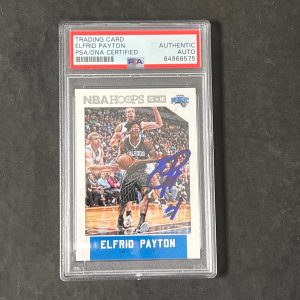 TRADING CARD
ELFRID PAYTON
PSA/DNA CERTIFIED
AUTHENTIC
AUTO
84968575
PSA
NBA HOOPS 15-16
ELFRID PAYTON